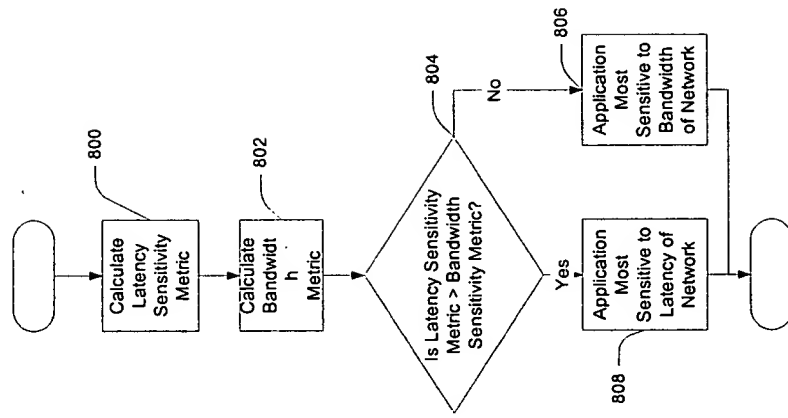 800
Calculate
Latency
Sensitivity
Metric
802
Calculate
Bandwidt
h
Metric
804
Is Latency Sensitivity
Metric > Bandwidth
Sensitivity Metric?
No
Yes
806
Application
Most
Sensitive to
Bandwidth
of Network
808
Application
Most
Sensitive to
Latency of
Network